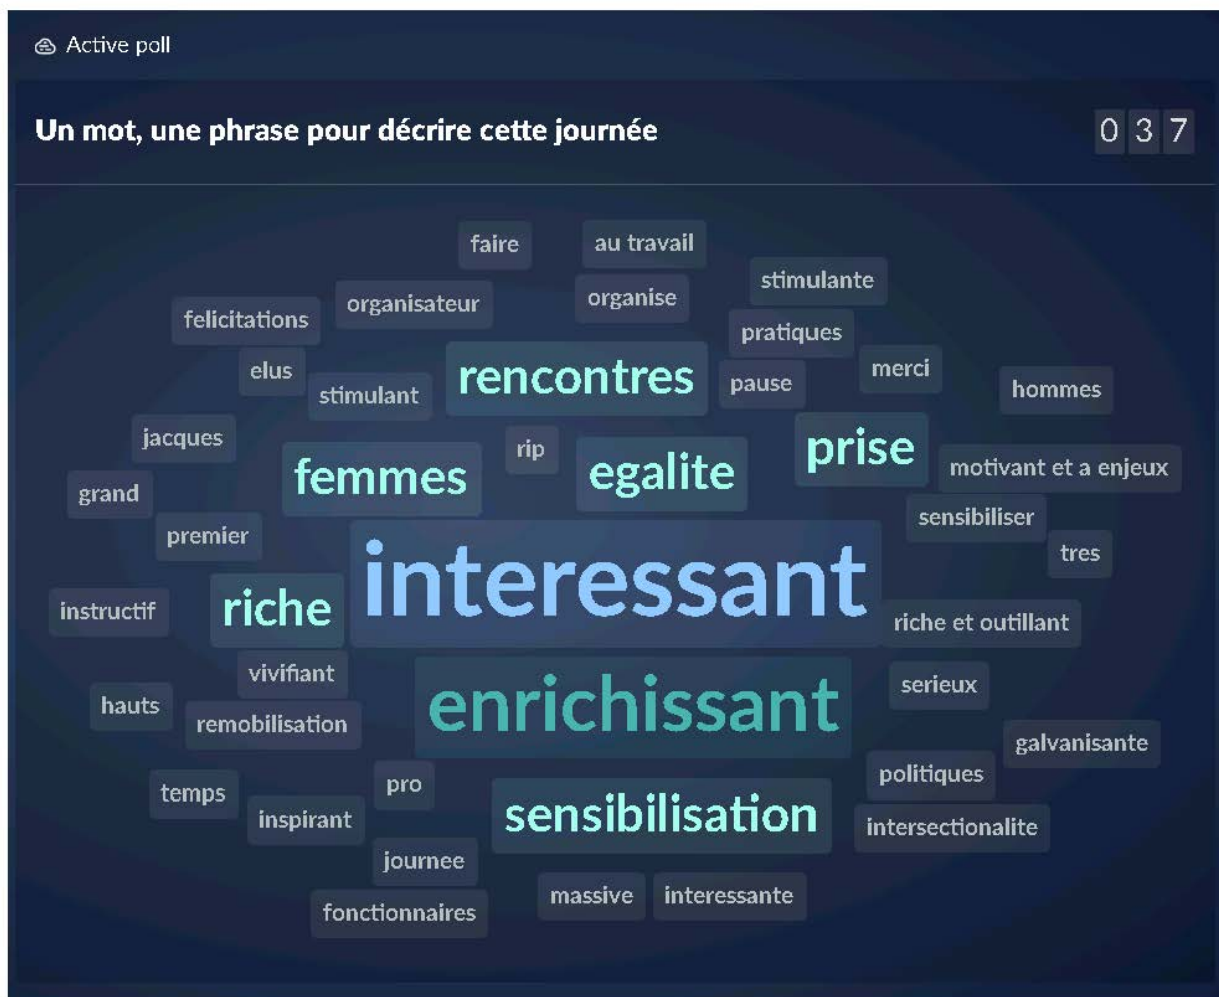 Active poll
Un mot, une phrase pour décrire cette journée
0 3 7
faire au travail
stimulante
felicitations organisateur organise
pratiques
elus stimulant rencontres pause merci hommes
jacques rip
grand femmes egalite prise motivant et a enjeux
premier sensibiliser
tres
interessant
instructif riche riche et outillant
vivifiant serieux
hauts remobilisation enrichissant
galvanisante
temps pro politiques
inspirant sensibilisation intersectionalite
journee
fonctionnaires massive interessante